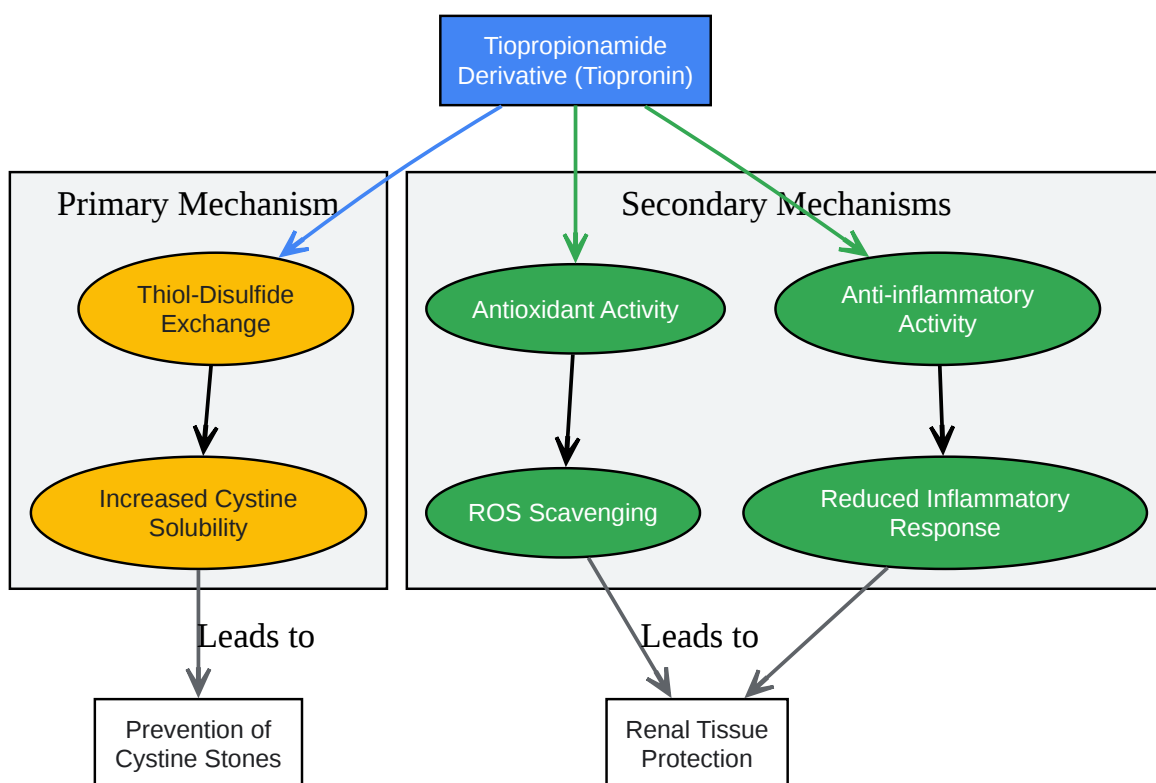 Tiopropionamide
Derivative (Tiopronin)
Primary Mechanism
Secondary Mechanisms
Thiol-Disulfide
Exchange
Antioxidant Activity
Anti-inflammatory
Activity
Increased Cystine
Solubility
ROS Scavenging
Reduced Inflammatory
Response
Leads to
Leads to
Prevention of
Cystine Stones
Renal Tissue
Protection